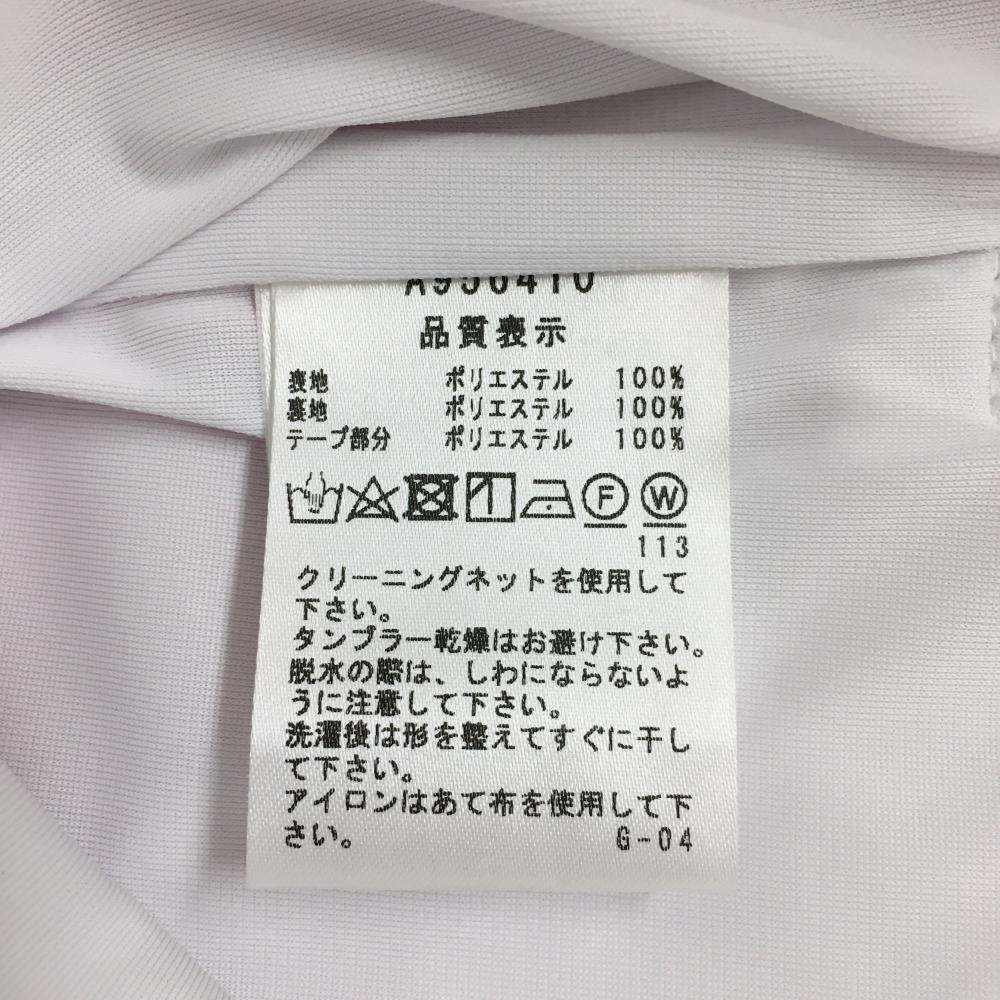 A956410
品質表示
表地 ポリエステル 100%
裏地 ポリエステル 100%
テープ部分 ポリエステル 100%
F W
113
クリーニングネットを使用して
下さい。
タンブラー乾燥はお避け下さい。
脱水の際は、しわにならないよ
うに注意して下さい。
洗濯後は形を整えてすぐに干し
て下さい。
アイロンはあて布を使用して下
さい。 G-04